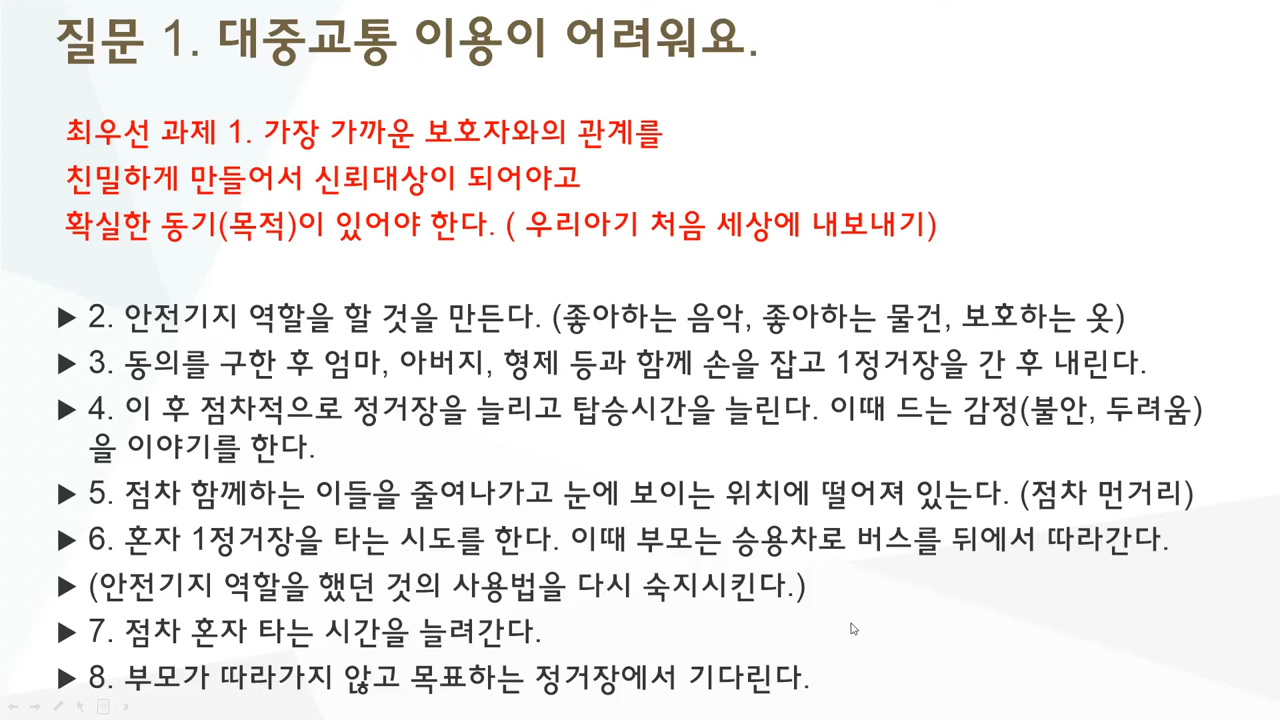 질문 1. 대중교통 이용이 어려워요.
최우선 과제 1. 가장 가까운 보호자와의 관계를
친밀하게 만들어서 신뢰대상이 되어야고
확실한 동기(목적)이 있어야 한다. ( 우리아기 처음 세상에 내보내기)
▶ 2. 안전기지 역할을 할 것을 만든다. (좋아하는 음악, 좋아하는 물건, 보호하는 옷)
▶ 3. 동의를 구한 후 엄마, 아버지, 형제 등과 함께 손을 잡고 1정거장을 간 후 내린다.
▶ 4. 이 후 점차적으로 정거장을 늘리고 탑승시간을 늘린다. 이때 드는 감정(불안, 두려움)
을 이야기를 한다.
▶ 5. 점차 함께하는 이들을 줄여나가고 눈에 보이는 위치에 떨어져 있는다. (점차 먼거리)
▶ 6. 혼자 1정거장을 타는 시도를 한다. 이때 부모는 승용차로 버스를 뒤에서 따라간다.
▶ (안전기지 역할을 했던 것의 사용법을 다시 숙지시킨다.)
▶ 7. 점차 혼자 타는 시간을 늘려간다.
▶ 8. 부모가 따라가지 않고 목표하는 정거장에서 기다린다.